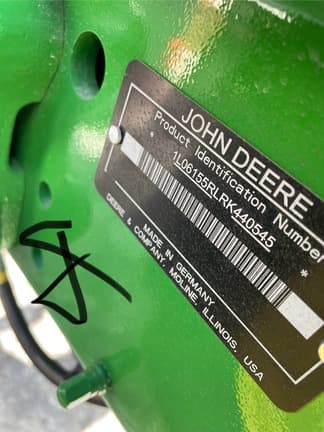 JOHN DEERE
Product Identification Number
* 1L06155RLRK440545 *
MADE IN GERMANY
DEERE & COMPANY, MOLINE, ILLINOIS, USA